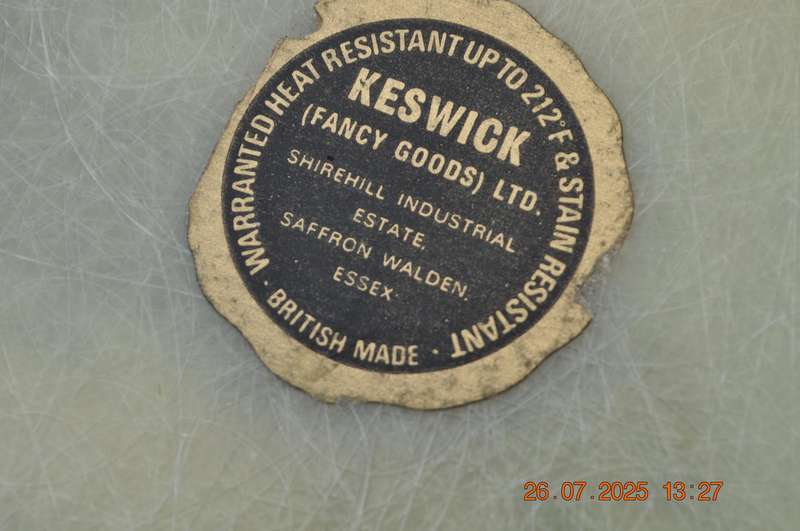 WARRANTED HEAT RESISTANT UP TO 212°F & STAIN RESISTANT
KESWICK
(FANCY GOODS) LTD.
SHIREHILL INDUSTRIAL
ESTATE,
SAFFRON WALDEN,
ESSEX
· BRITISH MADE ·
26.07.2025 13:27